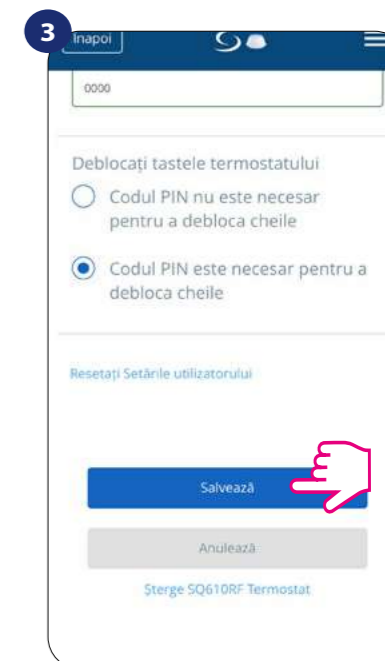 3
Înapoi
0000
Deblocați tastele termostatului
Codul PIN nu este necesar
pentru a debloca cheile
Codul PIN este necesar pentru a
debloca cheile
Resetați Setările utilizatorului
Salvează
Anulează
Șterge SQ610RF Termostat